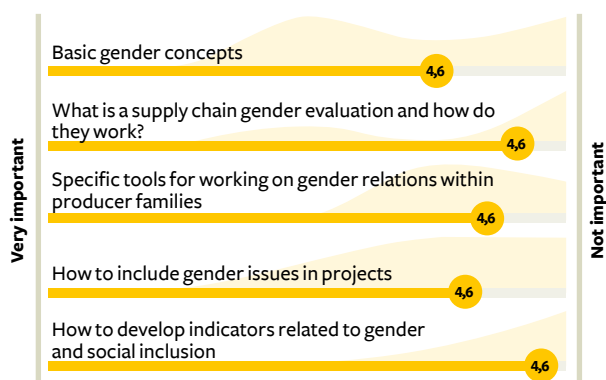 Basic gender concepts
4,6
What is a supply chain gender evaluation and how do
they work?
4,6
Specific tools for working on gender relations within
producer families
4,6
How to include gender issues in projects
4,6
How to develop indicators related to gender
and social inclusion
4,6
Very important
Not important